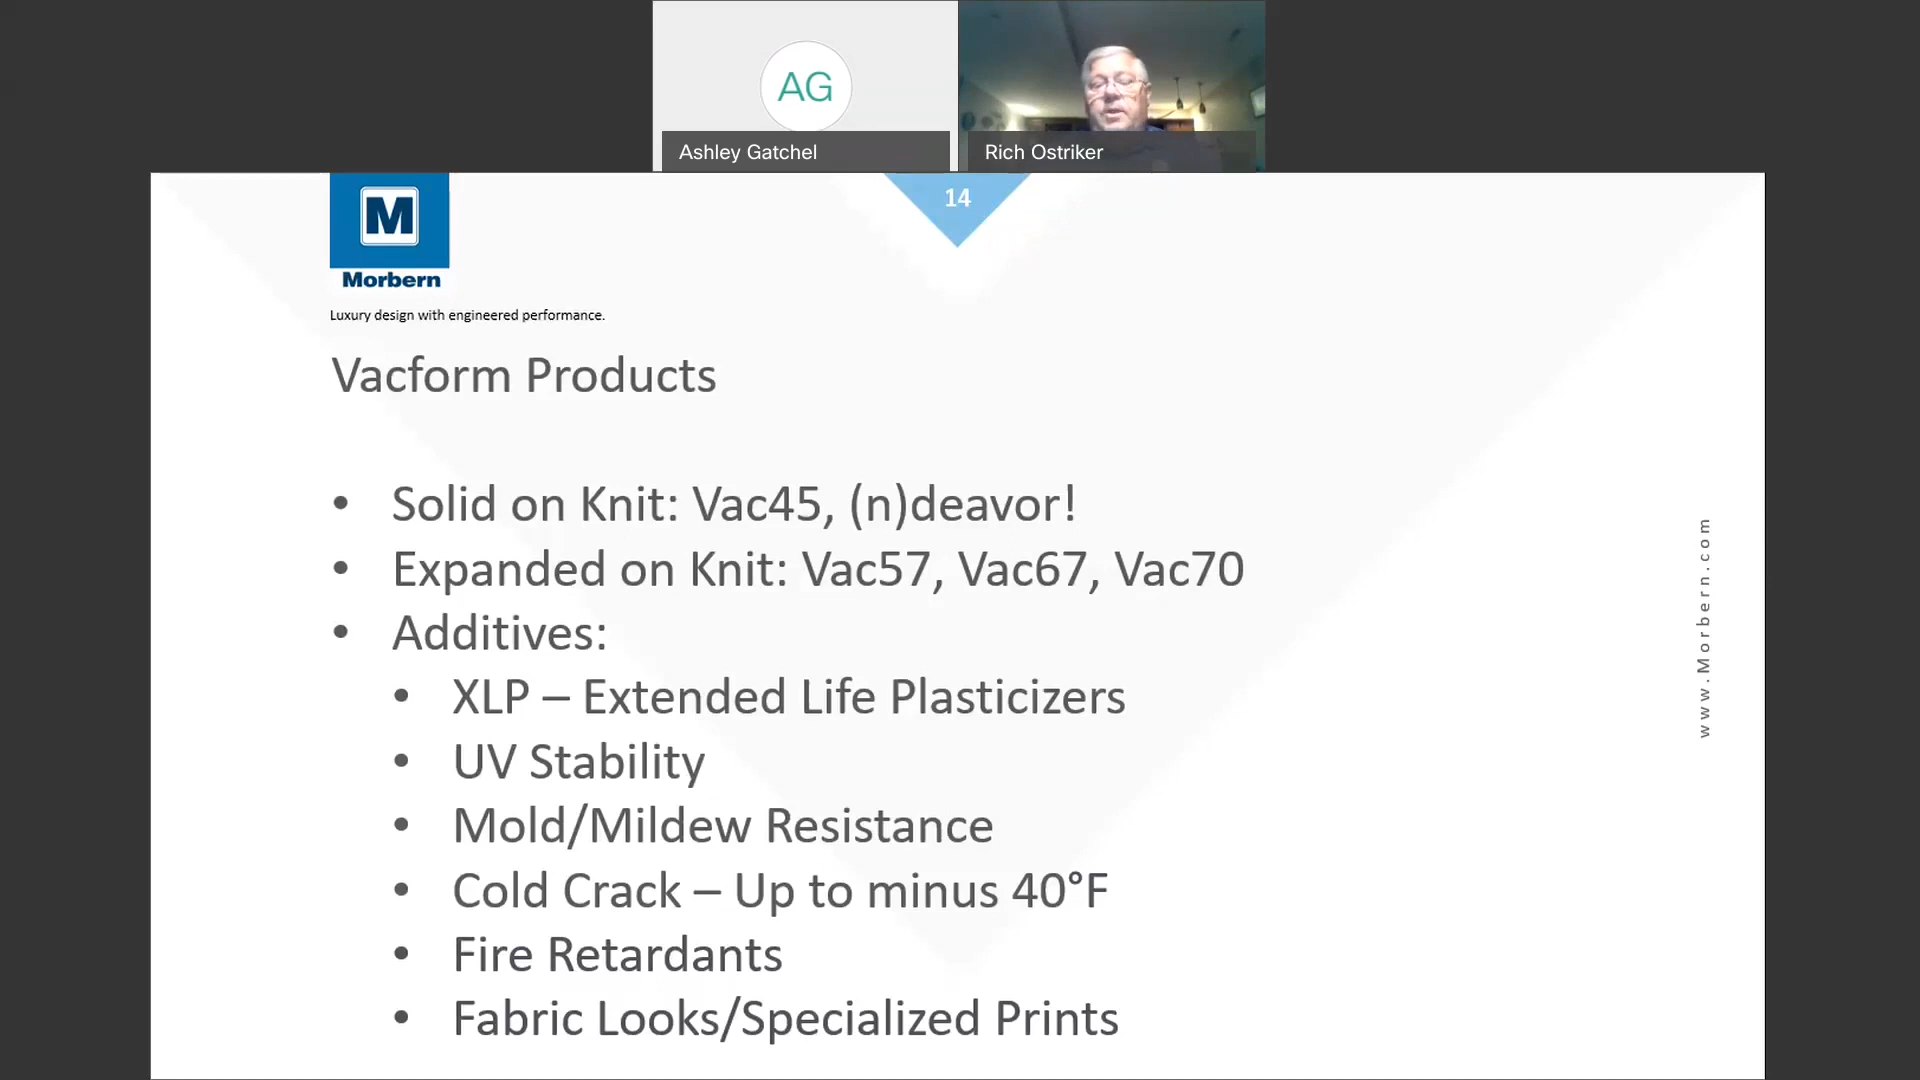 AG
Ashley Gatchel
Rich Ostriker
14
M
Morbern
Luxury design with engineered performance.
Vacform Products
• Solid on Knit: Vac45, (n)deavor!
• Expanded on Knit: Vac57, Vac67, Vac70
• Additives:
• XLP – Extended Life Plasticizers
• UV Stability
• Mold/Mildew Resistance
• Cold Crack – Up to minus 40°F
• Fire Retardants
• Fabric Looks/Specialized Prints
www.Morbern.com